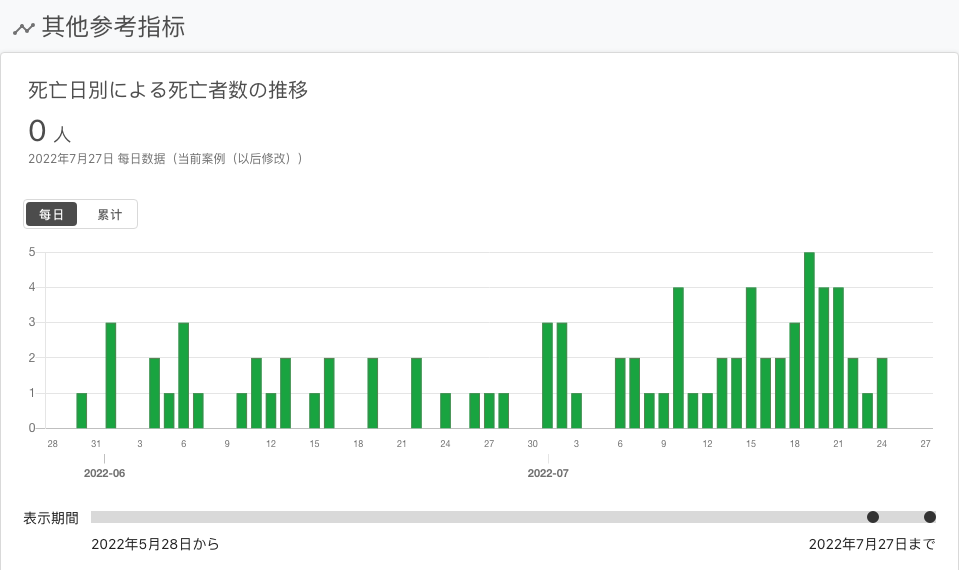 其他参考指标
死亡日別による死亡者数の推移
0 人
2022年7月27日 每日数据（当前案例（以后修改））
每日 累计
5
4
3
2
1
0
28 31 3 6 9 12 15 18 21 24 27 30 3 6 9 12 15 18 21 24 27
2022-06 2022-07
表示期間
2022年5月28日から 2022年7月27日まで